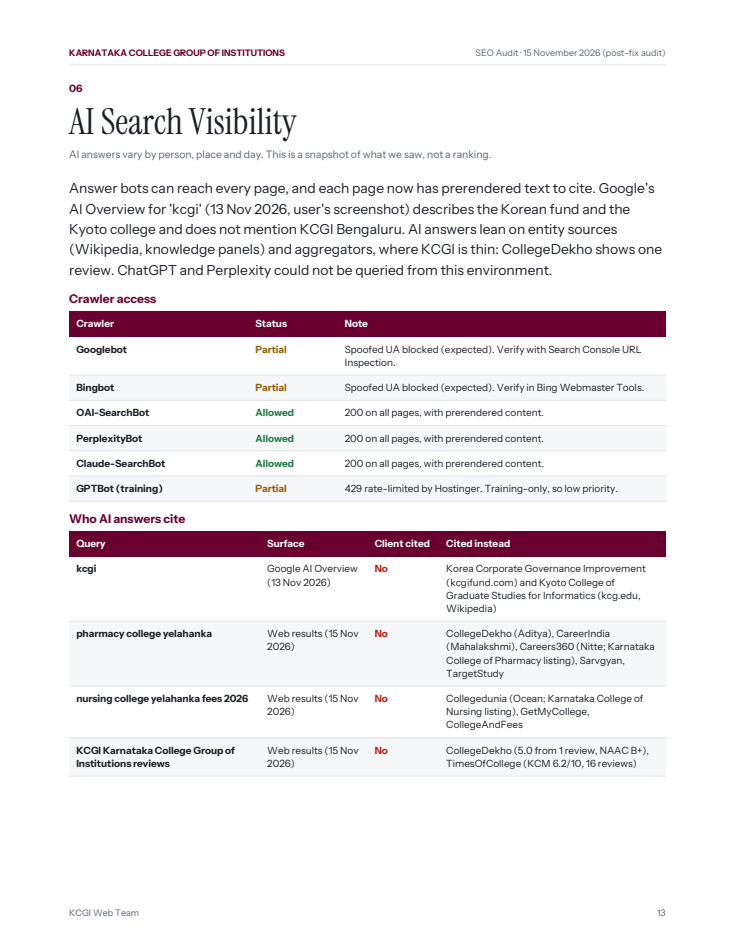 KARNATAKA COLLEGE GROUP OF INSTITUTIONS
SEO Audit · 15 November 2026 (post-fix audit)
06
AI Search Visibility
AI answers vary by person, place and day. This is a snapshot of what we saw, not a ranking.
Answer bots can reach every page, and each page now has prerendered text to cite. Google's
AI Overview for 'kcgi' (13 Nov 2026, user's screenshot) describes the Korean fund and the
Kyoto college and does not mention KCGI Bengaluru. AI answers lean on entity sources
(Wikipedia, knowledge panels) and aggregators, where KCGI is thin: CollegeDekho shows one
review. ChatGPT and Perplexity could not be queried from this environment.
Crawler access
Crawler Status Note
Googlebot Partial Spoofed UA blocked (expected). Verify with Search Console URL
Inspection.
Bingbot Partial Spoofed UA blocked (expected). Verify in Bing Webmaster Tools.
OAI-SearchBot Allowed 200 on all pages, with prerendered content.
PerplexityBot Allowed 200 on all pages, with prerendered content.
Claude-SearchBot Allowed 200 on all pages, with prerendered content.
GPTBot (training) Partial 429 rate-limited by Hostinger. Training-only, so low priority.
Who AI answers cite
Query Surface Client cited Cited instead
kcgi Google AI Overview No Korea Corporate Governance Improvement
(13 Nov 2026) (kcgifund.com) and Kyoto College of
Graduate Studies for Informatics (kcg.edu,
Wikipedia)
pharmacy college yelahanka Web results (15 Nov No CollegeDekho (Aditya), CareerIndia
2026) (Mahalakshmi), Careers360 (Nitte; Karnataka
College of Pharmacy listing), Sarvgyan,
TargetStudy
nursing college yelahanka fees 2026 Web results (15 Nov No Collegedunia (Ocean; Karnataka College of
2026) Nursing listing), GetMyCollege,
CollegeAndFees
KCGI Karnataka College Group of Web results (15 Nov No CollegeDekho (5.0 from 1 review, NAAC B+),
Institutions reviews 2026) TimesOfCollege (KCM 6.2/10, 16 reviews)
KCGI Web Team
13